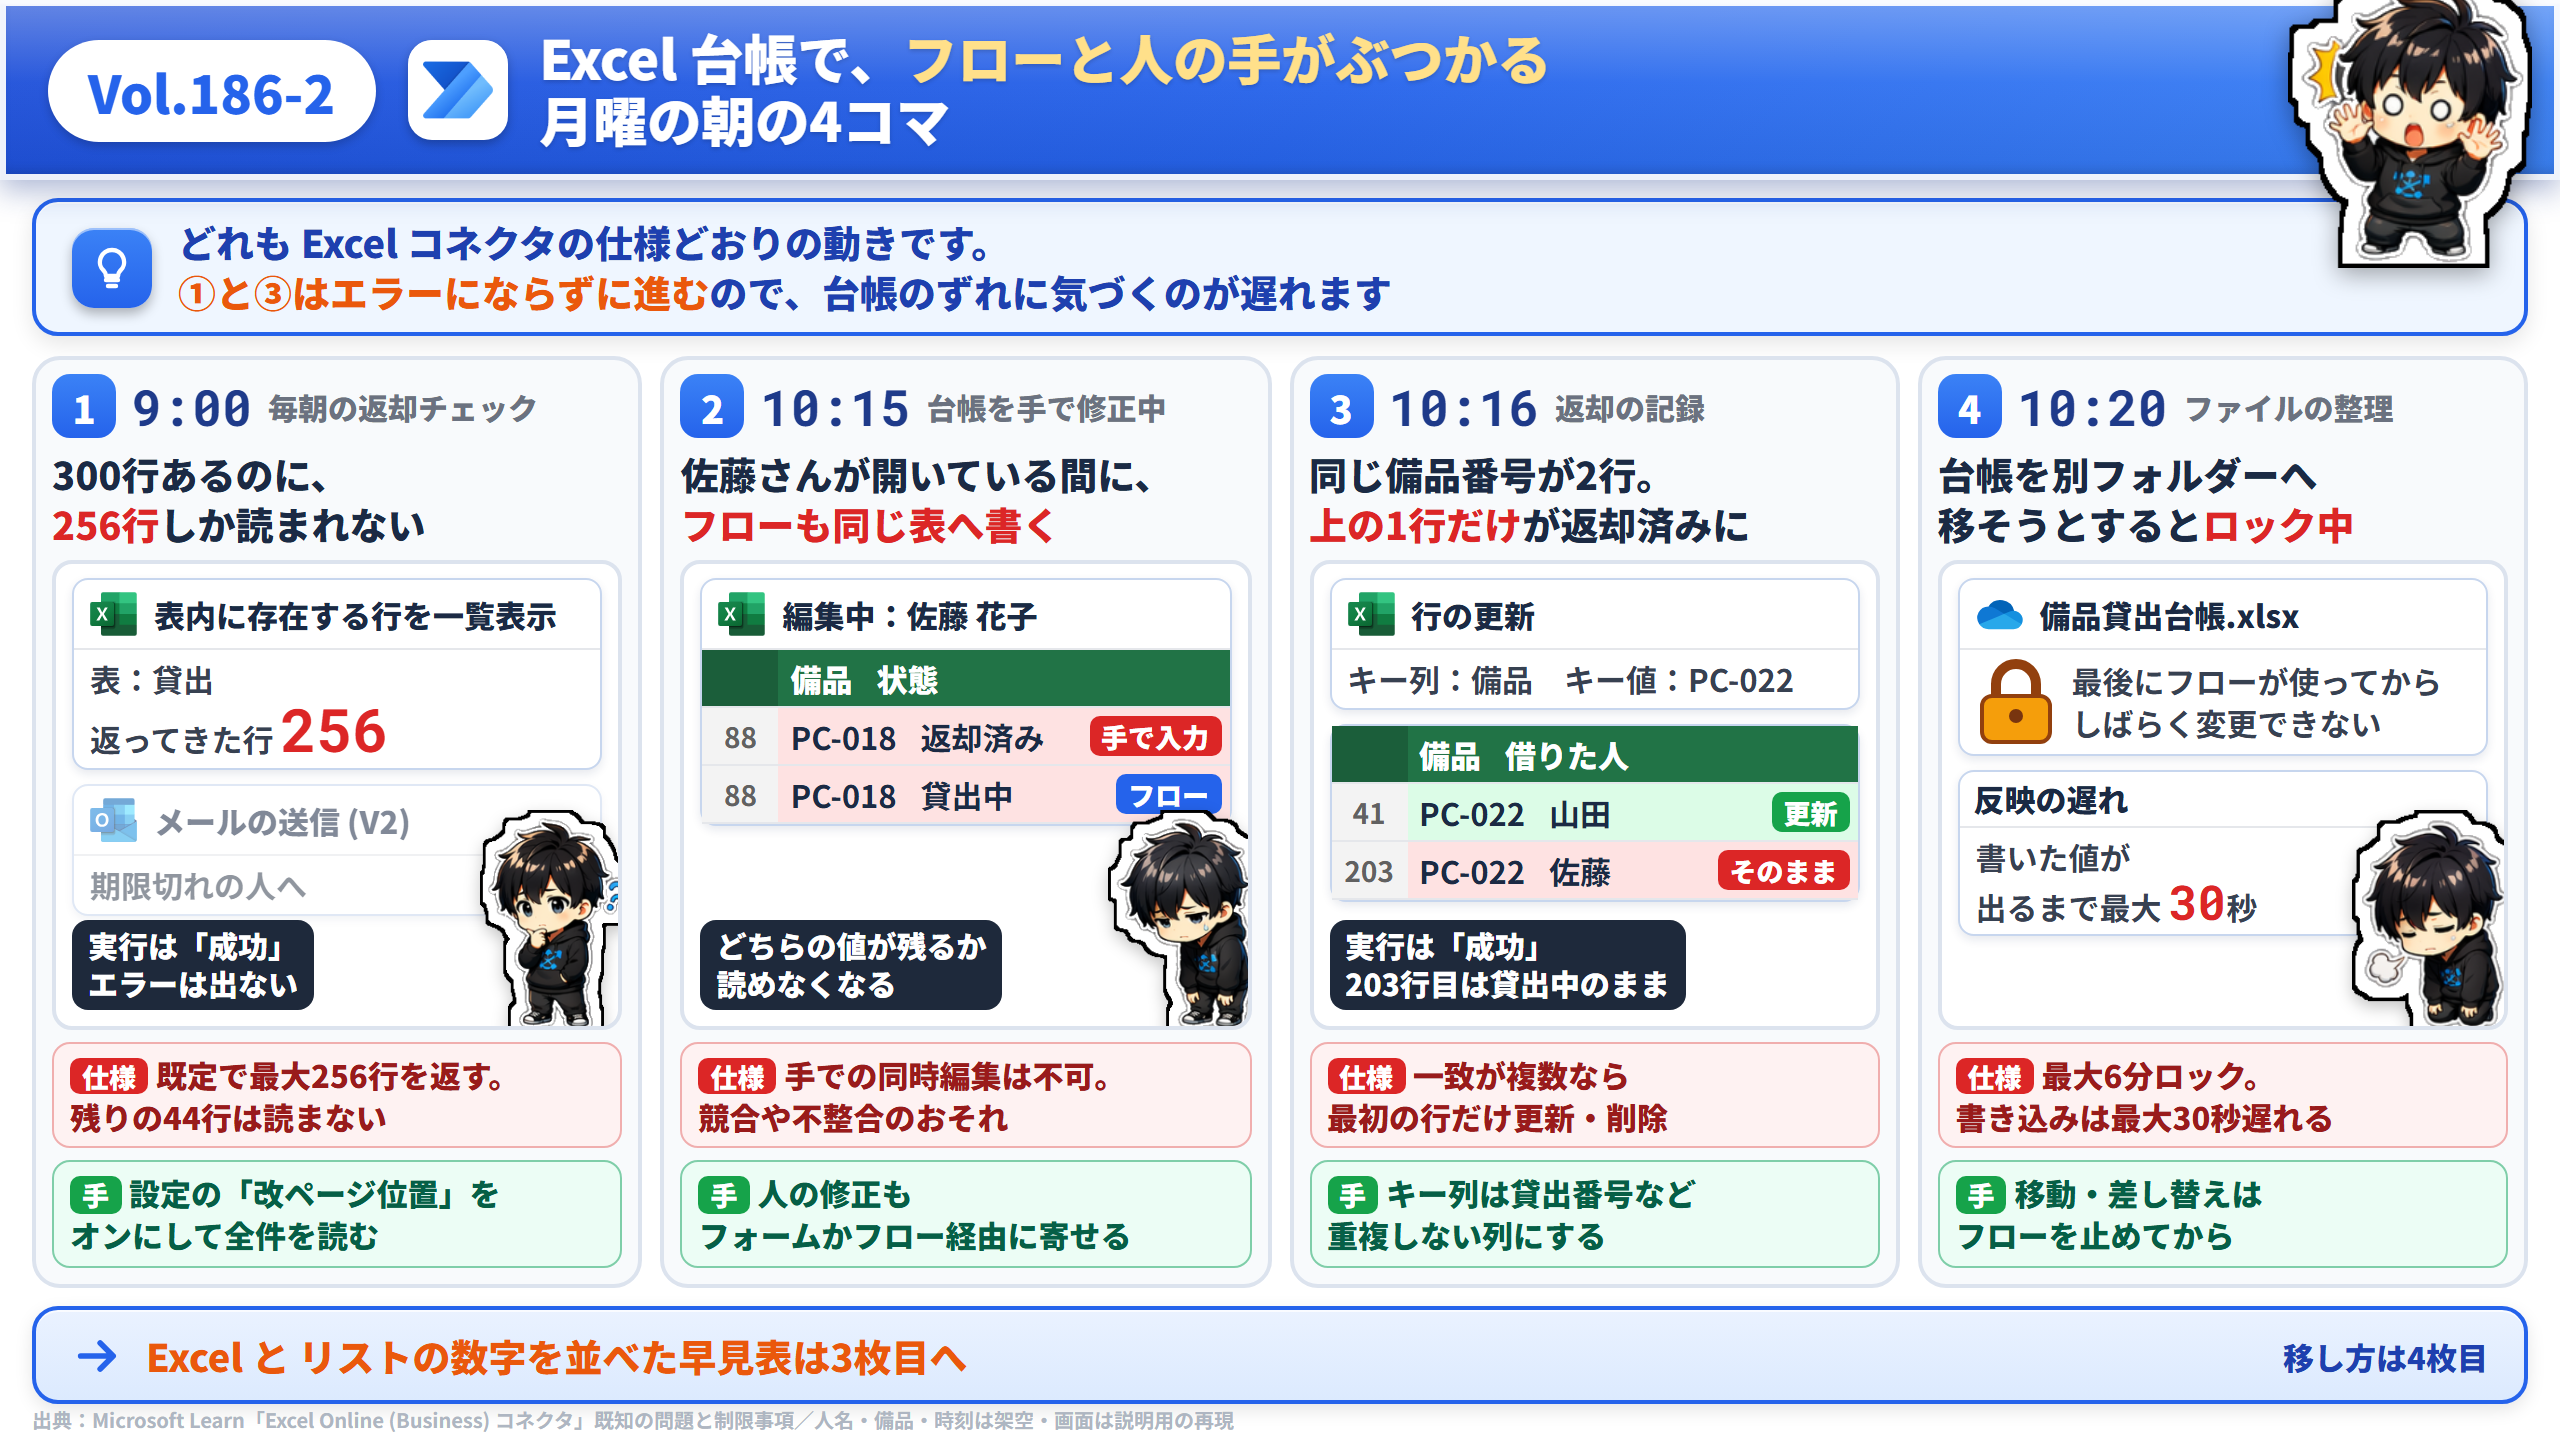 Vol.186-2
Excel 台帳で、フローと人の手がぶつかる
月曜の朝の4コマ
どれも Excel コネクタの仕様どおりの動きです。
①と③はエラーにならずに進むので、台帳のずれに気づくのが遅れます
1 9:00 毎朝の返却チェック
300行あるのに、
256行しか読まれない
表内に存在する行を一覧表示
表：貸出
返ってきた行 256
メールの送信 (V2)
期限切れの人へ
実行は「成功」
エラーは出ない
仕様 既定で最大256行を返す。
残りの44行は読まない
手 設定の「改ページ位置」を
オンにして全件を読む
2 10:15 台帳を手で修正中
佐藤さんが開いている間に、
フローも同じ表へ書く
編集中：佐藤 花子
備品 状態
88 PC-018 返却済み 手で入力
88 PC-018 貸出中 フロー
どちらの値が残るか
読めなくなる
仕様 手での同時編集は不可。
競合や不整合のおそれ
手 人の修正も
フォームかフロー経由に寄せる
3 10:16 返却の記録
同じ備品番号が2行。
上の1行だけが返却済みに
行の更新
キー列：備品 キー値：PC-022
備品 借りた人
41 PC-022 山田 更新
203 PC-022 佐藤 そのまま
実行は「成功」
203行目は貸出中のまま
仕様 一致が複数なら
最初の行だけ更新・削除
手 キー列は貸出番号など
重複しない列にする
4 10:20 ファイルの整理
台帳を別フォルダーへ
移そうとするとロック中
備品貸出台帳.xlsx
最後にフローが使ってから
しばらく変更できない
反映の遅れ
書いた値が
出るまで最大 30秒
仕様 最大6分ロック。
書き込みは最大30秒遅れる
手 移動・差し替えは
フローを止めてから
→ Excel と リストの数字を並べた早見表は3枚目へ
移し方は4枚目
出典：Microsoft Learn「Excel Online (Business) コネクタ」既知の問題と制限事項／人名・備品・時刻は架空・画面は説明用の再現